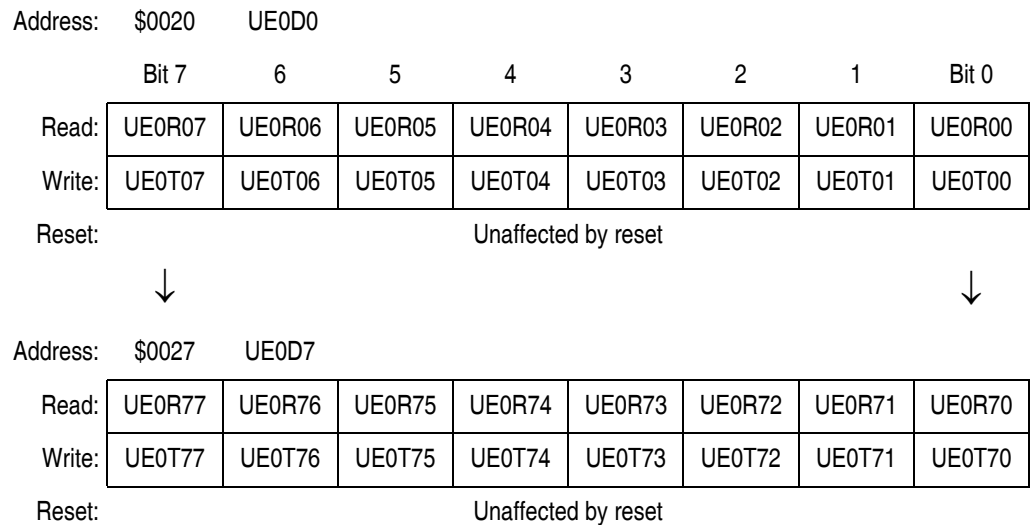 Address: $0020 UE0D0
Bit 7 6 5 4 3 2 1 Bit 0
Read: UE0R07 UE0R06 UE0R05 UE0R04 UE0R03 UE0R02 UE0R01 UE0R00
Write: UE0T07 UE0T06 UE0T05 UE0T04 UE0T03 UE0T02 UE0T01 UE0T00
Reset: Unaffected by reset
↓ ↓
Address: $0027 UE0D7
Read: UE0R77 UE0R76 UE0R75 UE0R74 UE0R73 UE0R72 UE0R71 UE0R70
Write: UE0T77 UE0T76 UE0T75 UE0T74 UE0T73 UE0T72 UE0T71 UE0T70
Reset: Unaffected by reset